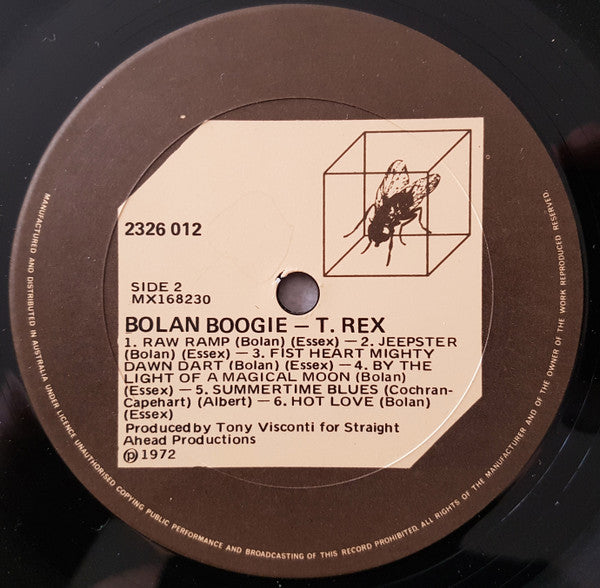 2326 012
SIDE 2
MX168230
BOLAN BOOGIE – T. REX
1. RAW RAMP (Bolan) (Essex) – 2. JEEPSTER
(Bolan) (Essex) – 3. FIST HEART MIGHTY
DAWN DART (Bolan) (Essex) – 4. BY THE
LIGHT OF A MAGICAL MOON (Bolan)
(Essex) – 5. SUMMERTIME BLUES (Cochran-
Capehart) (Albert) – 6. HOT LOVE (Bolan)
(Essex)
Produced by Tony Visconti for Straight
Ahead Productions
℗ 1972
MANUFACTURED AND DISTRIBUTED IN AUSTRALIA UNDER LICENCE UNAUTHORISED COPYING PUBLIC PERFORMANCE AND BROADCASTING OF THIS RECORD PROHIBITED. ALL RIGHTS OF THE MANUFACTURER AND OF THE OWNER OF THE WORK REPRODUCED RESERVED.